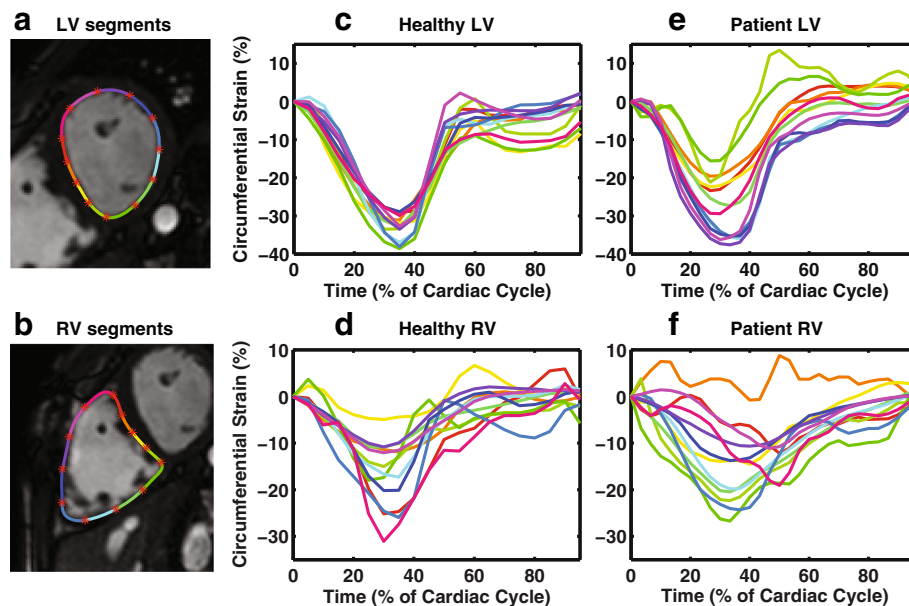 a LV segments
c Healthy LV
e Patient LV
Circumferential Strain (%)
10
0
−10
−20
−30
−40
0 20 40 60 80
Time (% of Cardiac Cycle)
0 20 40 60 80
Time (% of Cardiac Cycle)
b RV segments
d Healthy RV
f Patient RV
Circumferential Strain (%)
10
0
−10
−20
−30
0 20 40 60 80
Time (% of Cardiac Cycle)
10
0
−10
−20
−30
−40
10
0
−10
−20
−30
0 20 40 60 80
Time (% of Cardiac Cycle)